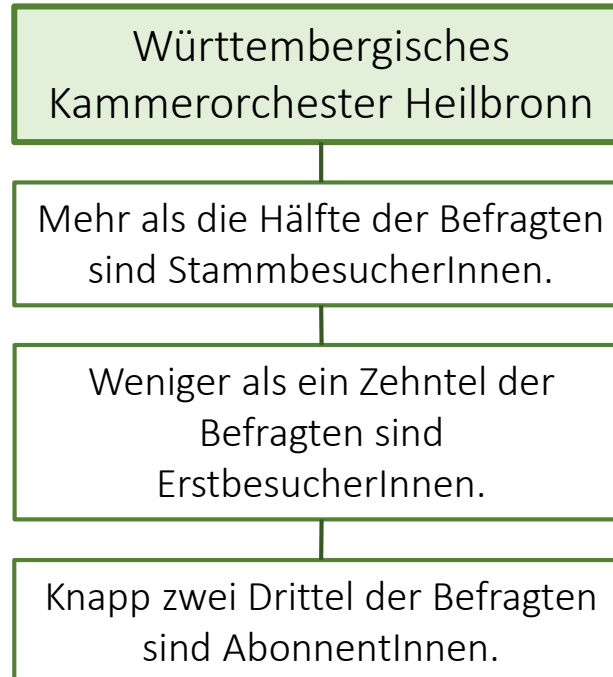 Württembergisches
Kammerorchester Heilbronn
Mehr als die Hälfte der Befragten
sind StammbesucherInnen.
Weniger als ein Zehntel der
Befragten sind
ErstbesucherInnen.
Knapp zwei Drittel der Befragten
sind AbonnentInnen.